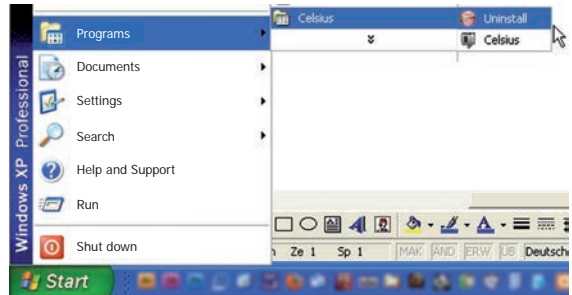 Programs
Documents
Settings
Search
Help and Support
Run
Shut down
Windows XP Professional
Start
Celsius
Uninstall
Celsius
Ze 1 Sp 1 MAK ÄND ERW ÜB Deutsch